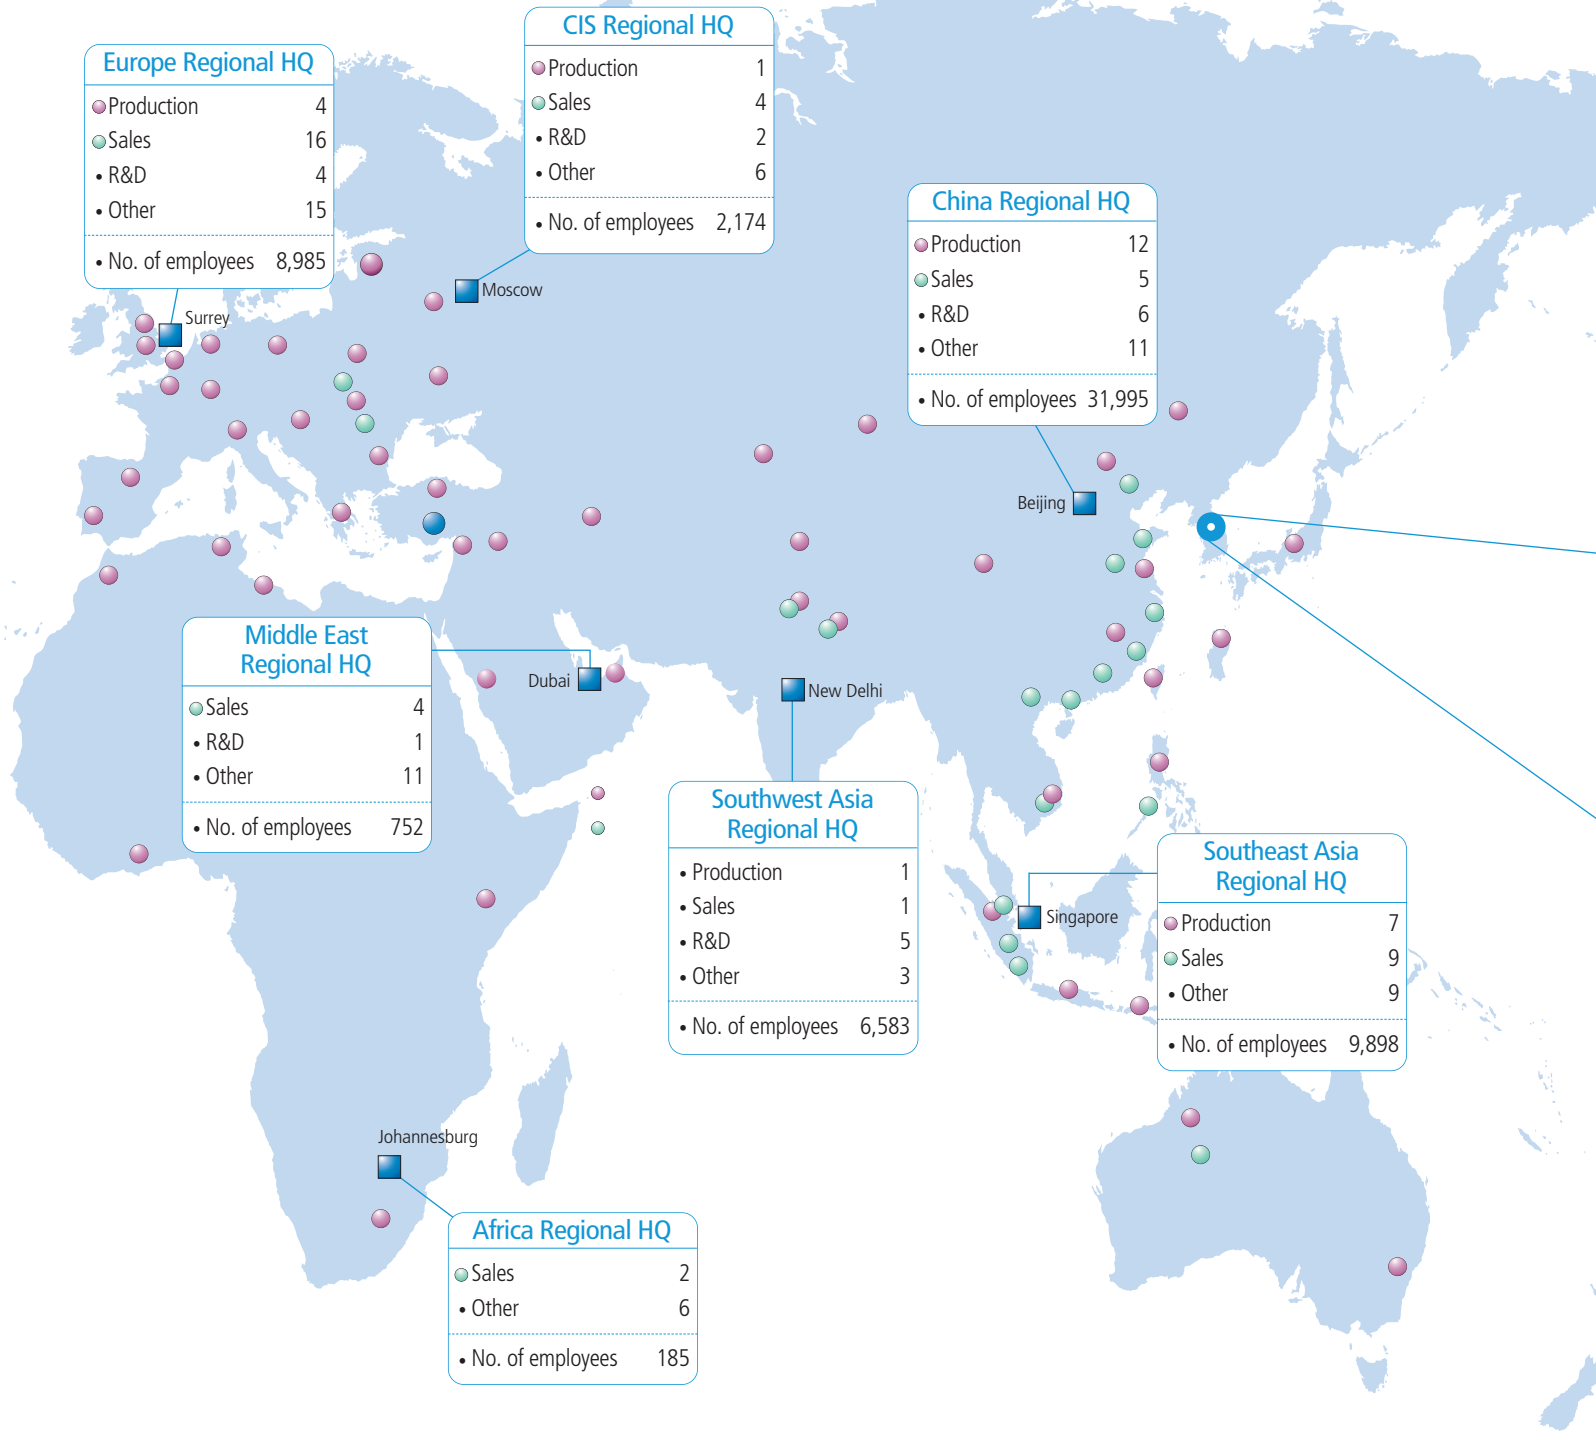 CIS Regional HQ
Production 1
Sales 4
• R&D 2
• Other 6
• No. of employees 2,174
Europe Regional HQ
Production 4
Sales 16
• R&D 4
• Other 15
• No. of employees 8,985
China Regional HQ
Production 12
Sales 5
• R&D 6
• Other 11
• No. of employees 31,995
Moscow
Surrey
Beijing
Middle East
Regional HQ
Sales 4
• R&D 1
• Other 11
• No. of employees 752
Dubai
New Delhi
Southwest Asia
Regional HQ
• Production 1
• Sales 1
• R&D 5
• Other 3
• No. of employees 6,583
Southeast Asia
Regional HQ
Production 7
Sales 9
• Other 9
• No. of employees 9,898
Singapore
Johannesburg
Africa Regional HQ
Sales 2
• Other 6
• No. of employees 185